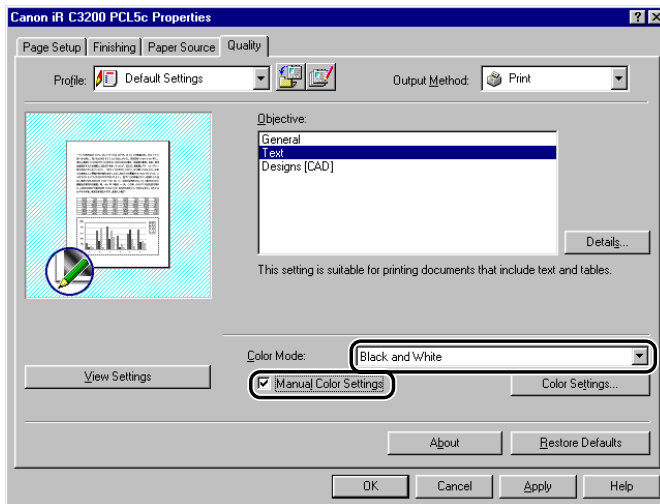 Canon iR C3200 PCL5c Properties
Page Setup Finishing Paper Source Quality
Profile: Default Settings Output Method: Print
Objective:
General
Text
Designs [CAD]
Details...
This setting is suitable for printing documents that include text and tables.
Color Mode: Black and White
View Settings Manual Color Settings Color Settings...
About Restore Defaults
OK Cancel Apply Help